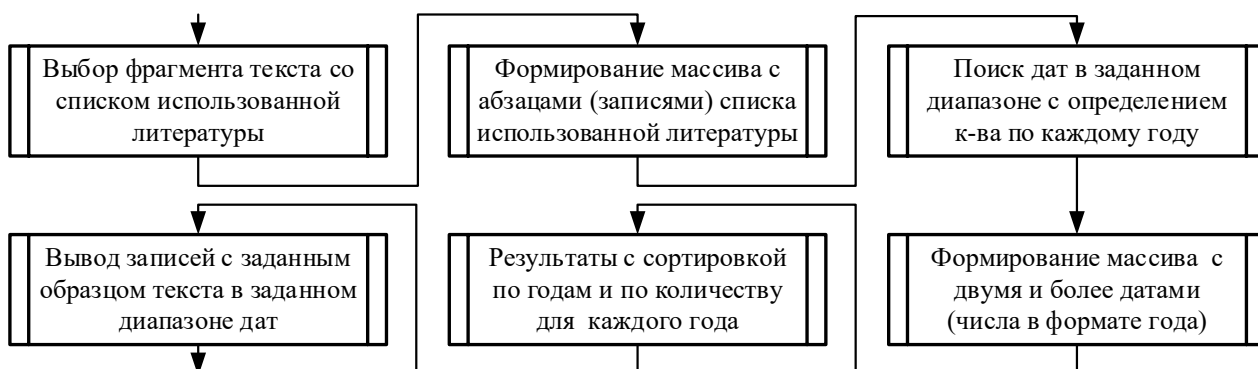 Выбор фрагмента текста со
списком использованной
литературы
Формирование массива с
абзацами (записями) списка
использованной литературы
Поиск дат в заданном
диапазоне с определением
к-ва по каждому году
Вывод записей с заданным
образцом текста в заданном
диапазоне дат
Результаты с сортировкой
по годам и по количеству
для каждого года
Формирование массива с
двумя и более датами
(числа в формате года)